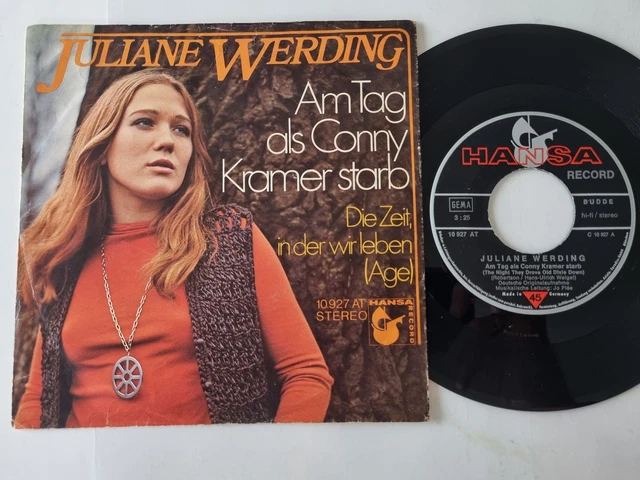 JULIANE WERDING
Am Tag
als Conny
Kramer starb
Die Zeit,
in der wir leben
(Age)
10 927 AT
STEREO
HANSA
RECORD
HANSA
RECORD
GEMA
3:25
BUDDE
hi-fi / stereo
10 927 AT
C 10 927 A
JULIANE WERDING
Am Tag als Conny Kramer starb
(The Night They Drove Old Dixie Down)
(Robertson / Hans-Ulrich Weigel)
Deutsche Originalaufnahme
Musikalische Leitung: Jo Plée
Made in
Germany
45